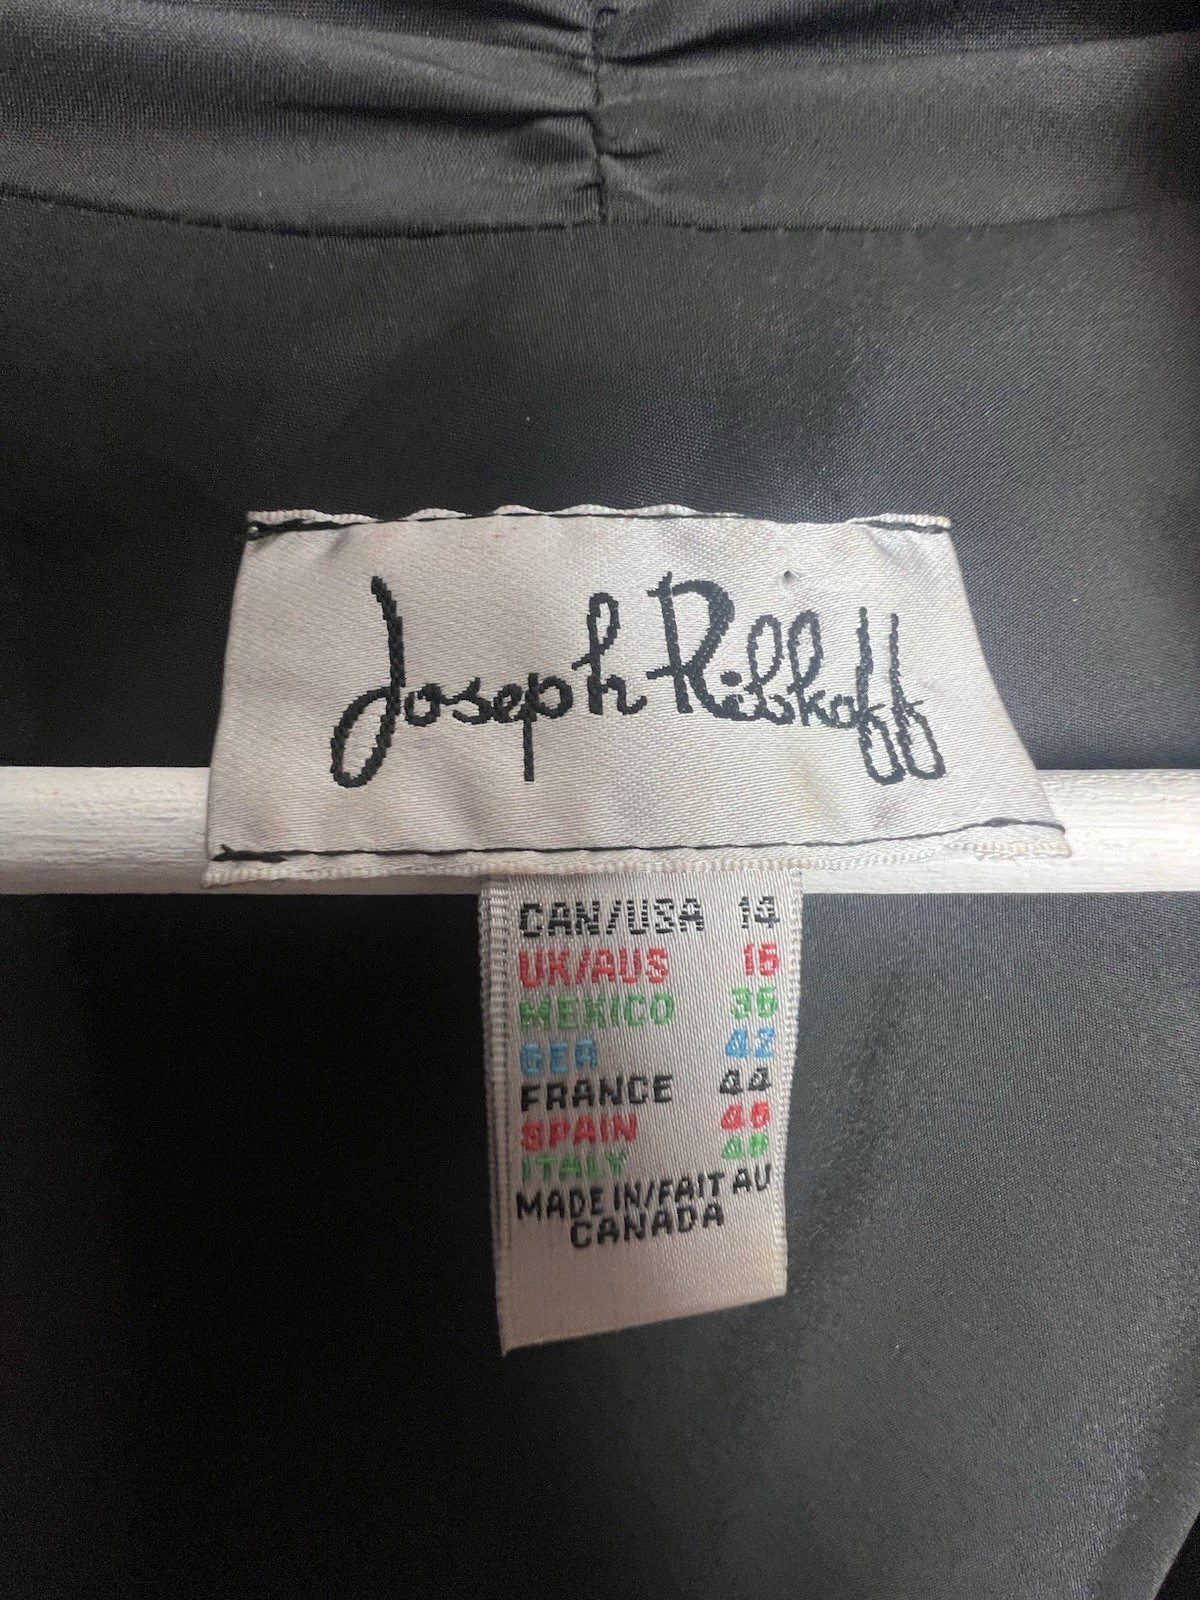 Joseph Ribkoff
CAN/USA 14
UK/AUS 16
MEXICO 36
GER 42
FRANCE 44
SPAIN 46
ITALY 48
MADE IN/FAIT AU
CANADA